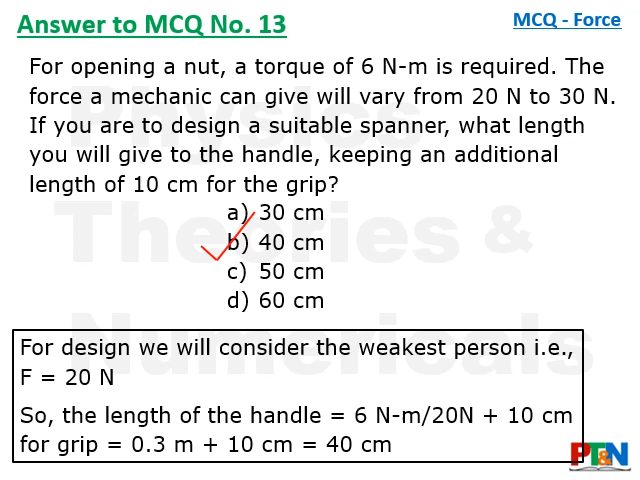 Answer to MCQ No. 13
MCQ - Force
For opening a nut, a torque of 6 N-m is required. The
force a mechanic can give will vary from 20 N to 30 N.
If you are to design a suitable spanner, what length
you will give to the handle, keeping an additional
length of 10 cm for the grip?
a) 30 cm
b) 40 cm
c) 50 cm
d) 60 cm
Physics
Theories &
Numericals
For design we will consider the weakest person i.e.,
F = 20 N
So, the length of the handle = 6 N-m/20N + 10 cm
for grip = 0.3 m + 10 cm = 40 cm
PT&N